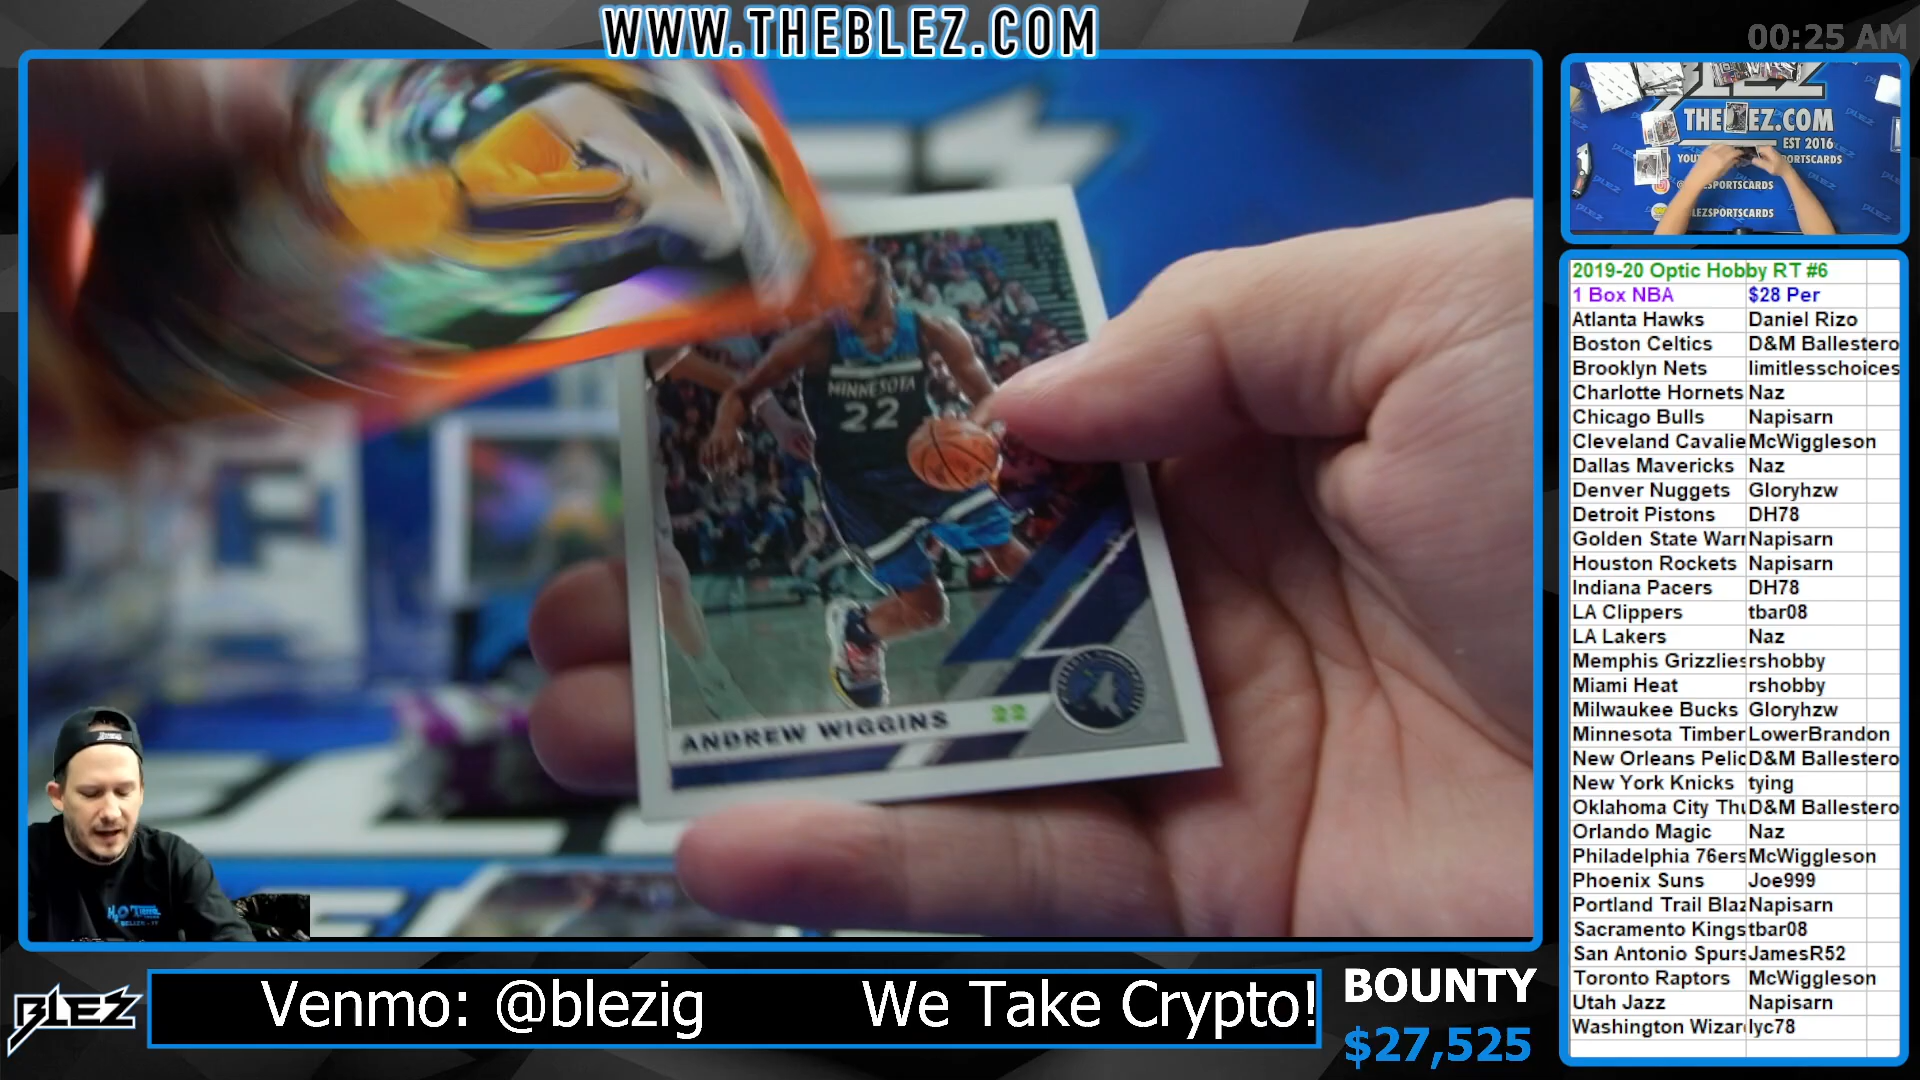 WWW.THEBLEZ.COM
00:25 AM
MINNESOTA
22
ANDREW WIGGINS 22
THE EZ.COM
EST 2016
2019-20 Optic Hobby RT #6
1 Box NBA $28 Per
Atlanta Hawks Daniel Rizo
Boston Celtics D&M Ballestero
Brooklyn Nets limitlesschoices
Charlotte Hornets Naz
Chicago Bulls Napisarn
Cleveland Cavalie McWiggleson
Dallas Mavericks Naz
Denver Nuggets Gloryhzw
Detroit Pistons DH78
Golden State Warr Napisarn
Houston Rockets Napisarn
Indiana Pacers DH78
LA Clippers tbar08
LA Lakers Naz
Memphis Grizzlies rshobby
Miami Heat rshobby
Milwaukee Bucks Gloryhzw
Minnesota Timber LowerBrandon
New Orleans Pelic D&M Ballestero
New York Knicks tying
Oklahoma City Thu D&M Ballestero
Orlando Magic Naz
Philadelphia 76ers McWiggleson
Phoenix Suns Joe999
Portland Trail Blaz Napisarn
Sacramento Kings tbar08
San Antonio Spurs JamesR52
Toronto Raptors McWiggleson
Utah Jazz Napisarn
Washington Wizar lyc78
BLEZ
Venmo: @blezig We Take Crypto!
BOUNTY
$27,525